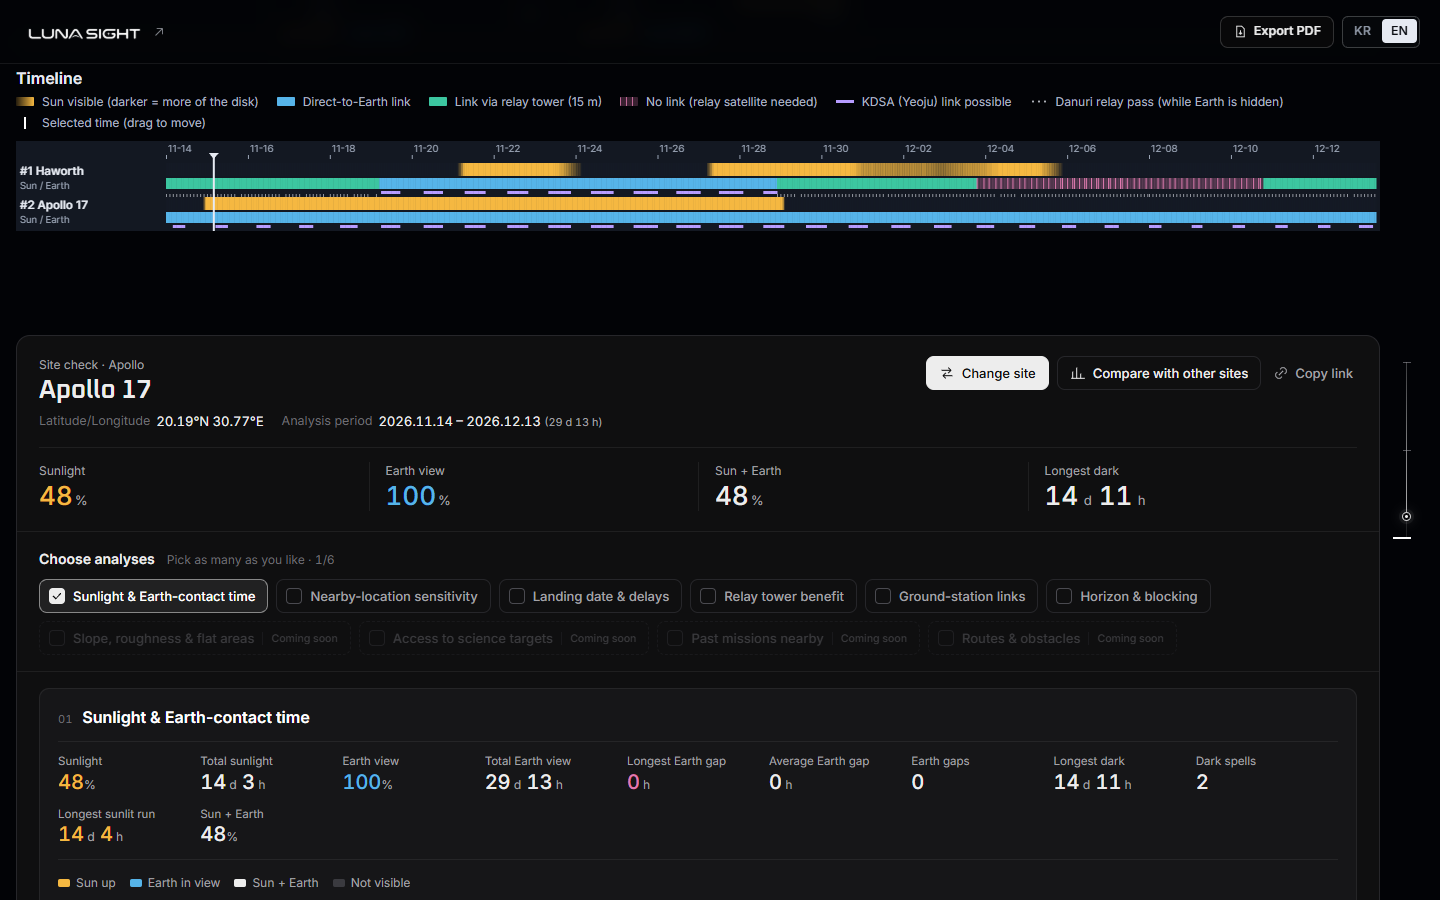 LUNA SIGHT
Export PDF
KR EN
Timeline
Sun visible (darker = more of the disk) Direct-to-Earth link Link via relay tower (15 m) No link (relay satellite needed) KDSA (Yeoju) link possible Danuri relay pass (while Earth is hidden)
Selected time (drag to move)
11-14 11-16 11-18 11-20 11-22 11-24 11-26 11-28 11-30 12-02 12-04 12-06 12-08 12-10 12-12
#1 Haworth
Sun / Earth
#2 Apollo 17
Sun / Earth
Site check · Apollo
Apollo 17
Change site Compare with other sites Copy link
Latitude/Longitude 20.19°N 30.77°E Analysis period 2026.11.14 – 2026.12.13 (29 d 13 h)
Sunlight Earth view Sun + Earth Longest dark
48 % 100 % 48 % 14 d 11 h
Choose analyses Pick as many as you like · 1/6
Sunlight & Earth-contact time Nearby-location sensitivity Landing date & delays Relay tower benefit Ground-station links Horizon & blocking
Slope, roughness & flat areas Coming soon Access to science targets Coming soon Past missions nearby Coming soon Routes & obstacles Coming soon
01 Sunlight & Earth-contact time
Sunlight Total sunlight Earth view Total Earth view Longest Earth gap Average Earth gap Earth gaps Longest dark Dark spells
48% 14 d 3 h 100% 29 d 13 h 0 h 0 h 0 14 d 11 h 2
Longest sunlit run Sun + Earth
14 d 4 h 48%
Sun up Earth in view Sun + Earth Not visible